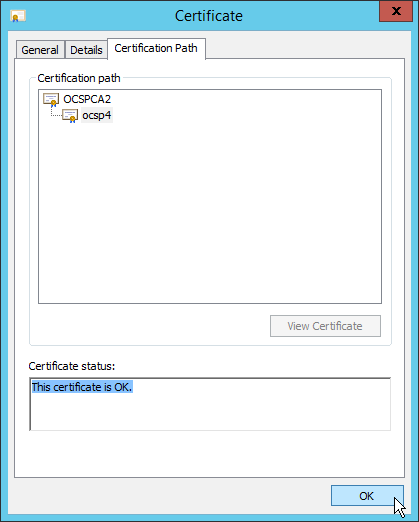 Certificate
x
General Details Certification Path
Certification path
OCSPCA2
ocsp4
View Certificate
Certificate status:
This certificate is OK.
OK